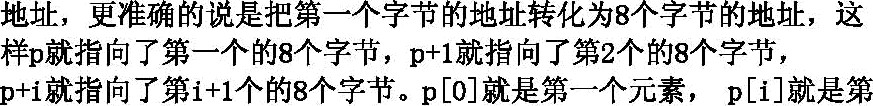 地址，更准确的说是把第一个字节的地址转化为8个字节的地址，这
样p就指向了第一个的8个字节，p+1就指向了第2个的8个字节，
p+i就指向了第i+1个的8个字节。p[0]就是第一个元素， p[i]就是第